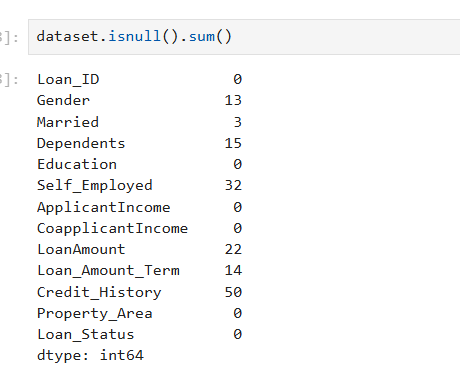 ]:
dataset.isnull().sum()
]:
Loan_ID 0
Gender 13
Married 3
Dependents 15
Education 0
Self_Employed 32
ApplicantIncome 0
CoapplicantIncome 0
LoanAmount 22
Loan_Amount_Term 14
Credit_History 50
Property_Area 0
Loan_Status 0
dtype: int64